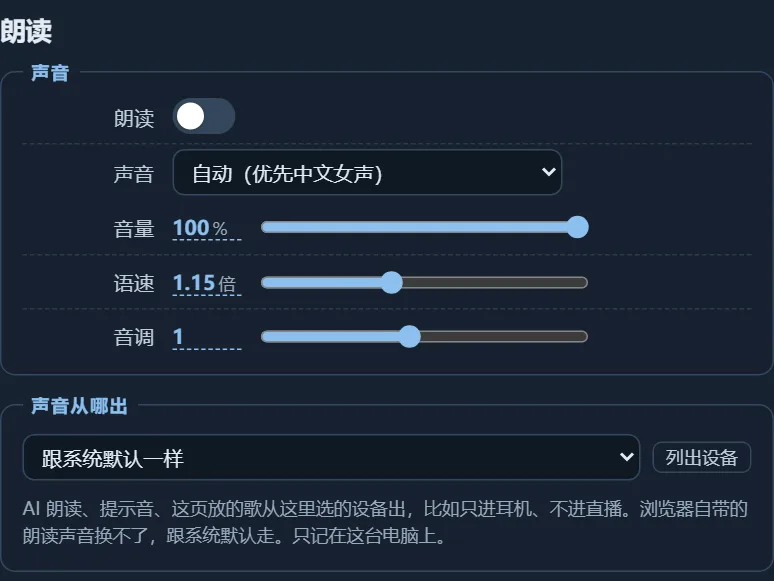 朗读
声音
朗读
声音 自动（优先中文女声）
音量 100 %
语速 1.15 倍
音调 1
声音从哪出
跟系统默认一样 列出设备
AI 朗读、提示音、这页放的歌从这里选的设备出，比如只进耳机、不进直播。浏览器自带的
朗读声音换不了，跟系统默认走。只记在这台电脑上。